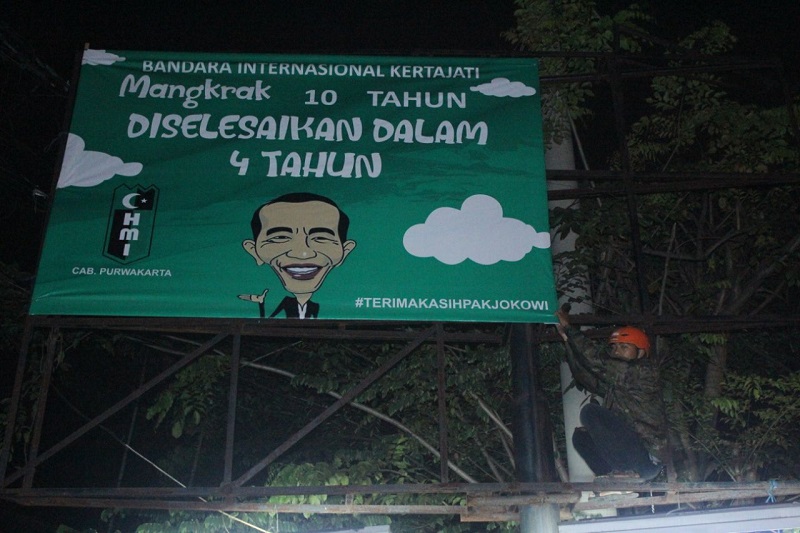 BANDARA INTERNASIONAL KERTAJATI
Mangkrak 10 TAHUN
DISELESAIKAN DALAM
4 TAHUN
HMI
CAB. PURWAKARTA
#TERIMAKASIHPAKJOKOWI